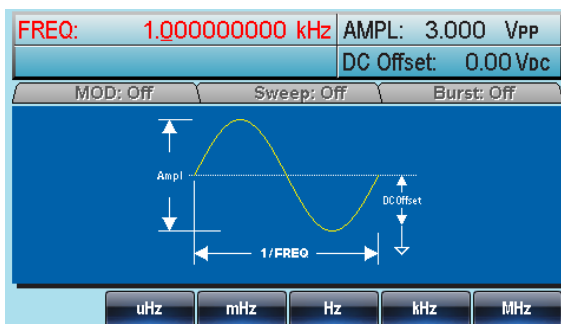 FREQ: 1.000000000 kHz AMPL: 3.000 VPP
DC Offset: 0.00 VDC
MOD: Off Sweep: Off Burst: Off
Ampl
DC Offset
1/FREQ
uHz mHz Hz kHz MHz